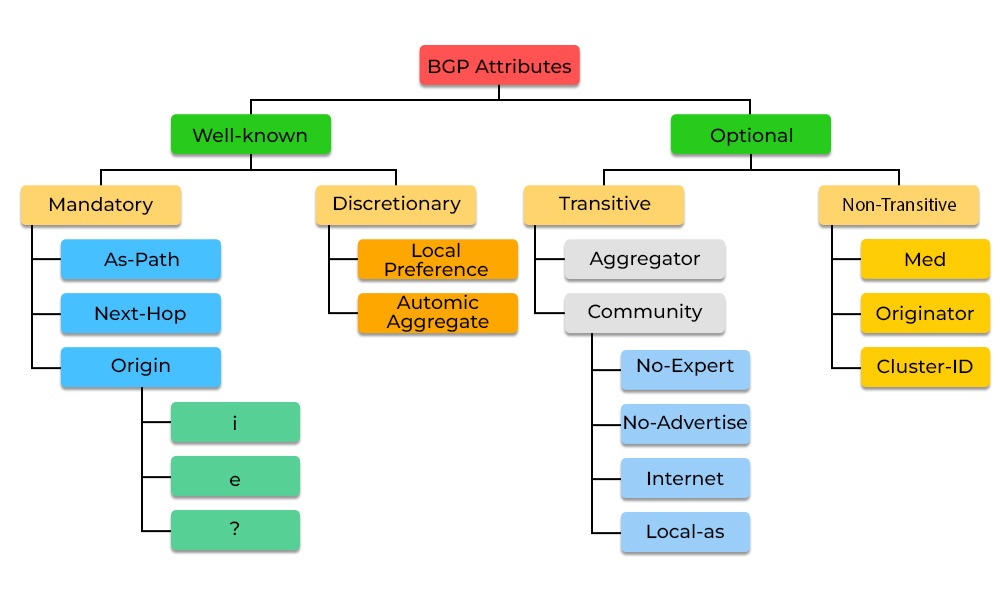 BGP Attributes
Well-known
Optional
Mandatory
Discretionary
Transitive
Non-Transitive
As-Path
Next-Hop
Origin
i
e
?
Local
Preference
Automic
Aggregate
Aggregator
Community
No-Expert
No-Advertise
Internet
Local-as
Med
Originator
Cluster-ID